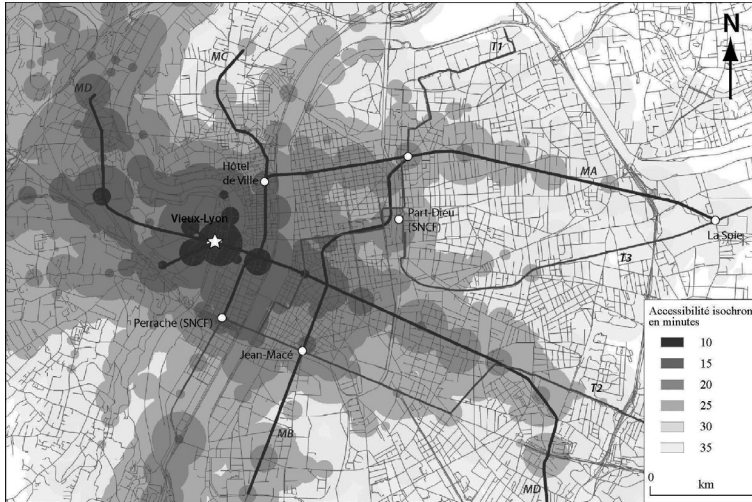 MC
T1
N
MD
Hôtel
de Ville
MA
Vieux-Lyon
Part-Dieu
(SNCF)
La Soie
T3
Perrache (SNCF)
Jean-Macé
T2
MB
MD
Accessibilité isochron
en minutes
10
15
20
25
30
35
0
km